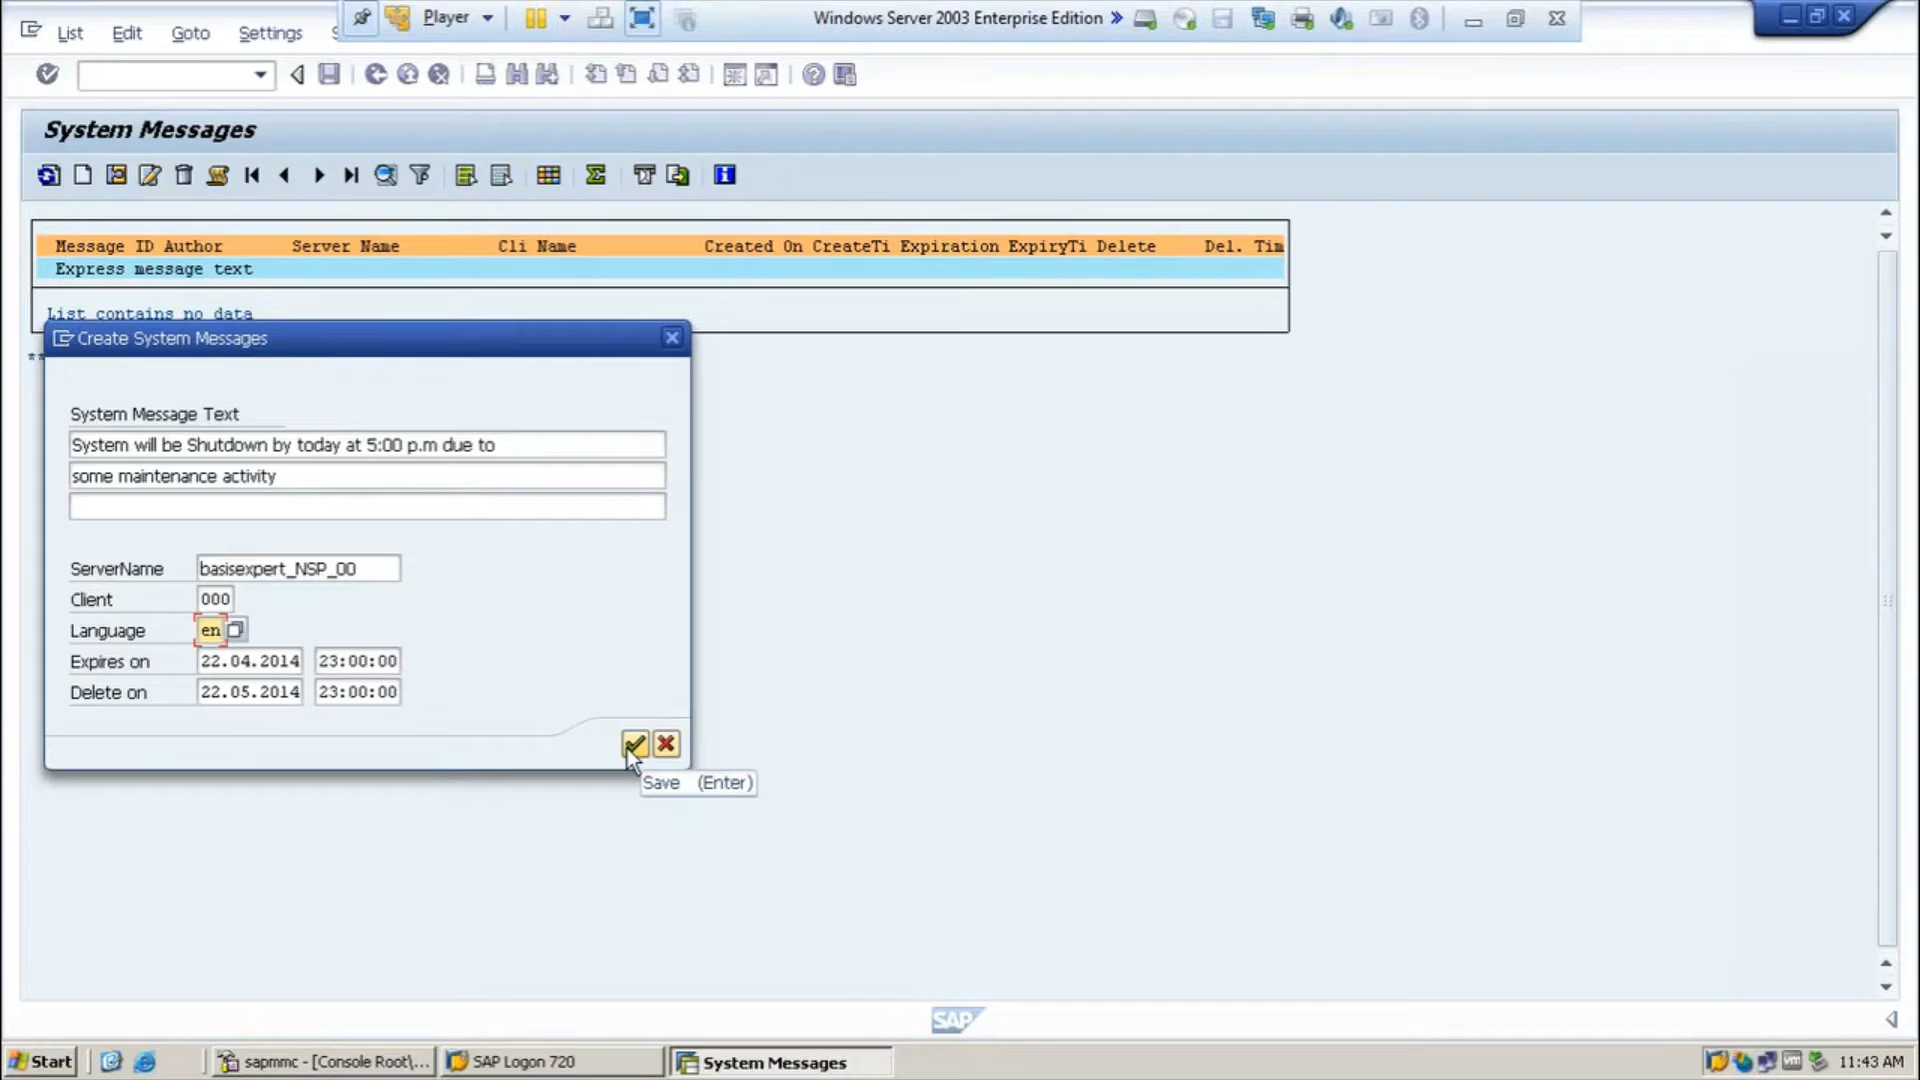 Player
Windows Server 2003 Enterprise Edition »
List Edit Goto Settings S
System Messages
Message ID Author Server Name Cli Name Created On CreateTi Expiration ExpiryTi Delete Del. Tim
Express message text
List contains no data
Create System Messages
**
System Message Text
System will be Shutdown by today at 5:00 p.m due to
some maintenance activity
ServerName basisexpert_NSP_00
Client 000
Language en
Expires on 22.04.2014 23:00:00
Delete on 22.05.2014 23:00:00
Save (Enter)
SAP
Start sapmmc - [Console Root\... SAP Logon 720 System Messages vm 11:43 AM